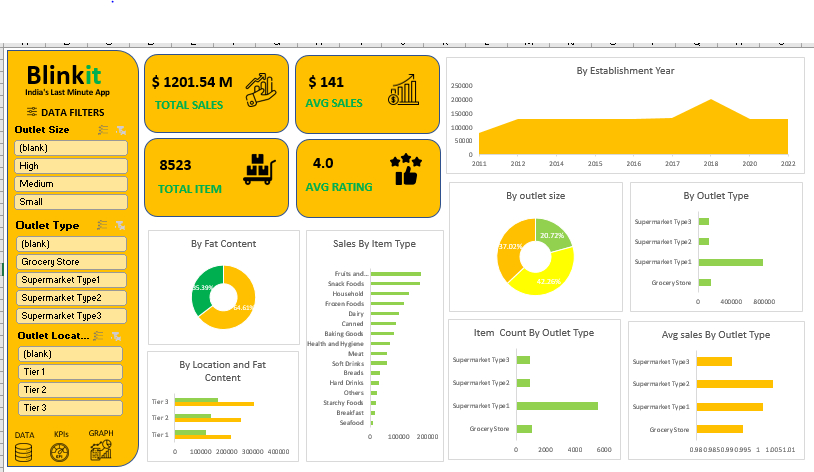 Blinkit
India's Last Minute App
DATA FILTERS
Outlet Size
(blank)
High
Medium
Small
Outlet Type
(blank)
Grocery Store
Supermarket Type1
Supermarket Type2
Supermarket Type3
Outlet Locat...
(blank)
Tier 1
Tier 2
Tier 3
DATA KPIs GRAPH
KPI
$ 1201.54 M
TOTAL SALES
$ 141
AVG SALES
8523
TOTAL ITEM
4.0
AVG RATING
By Establishment Year
250000
200000
150000
100000
50000
0
2011 2012 2014 2015 2016 2017 2018 2020 2022
By Fat Content
35.39%
64.61%
Sales By Item Type
Fruits and...
Snack Foods
Household
Frozen Foods
Dairy
Canned
Baking Goods
Health and Hygiene
Meat
Soft Drinks
Breads
Hard Drinks
Others
Starchy Foods
Breakfast
Seafood
0 100000 200000
By outlet size
20.72%
37.02%
By Outlet Type
Supermarket Type3
Supermarket Type2
Supermarket Type1
Grocery Store
0 400000 800000
By Location and Fat
Content
Tier 3
Tier 2
Tier 1
0 100000 200000 300000 400000
Item Count By Outlet Type
Supermarket Type3
Supermarket Type2
Supermarket Type1
Grocery Store
0 2000 4000 6000
Avg sales By Outlet Type
Supermarket Type3
Supermarket Type2
Supermarket Type1
Grocery Store
0.98 0.985 0.99 0.995 1 1.005 1.01